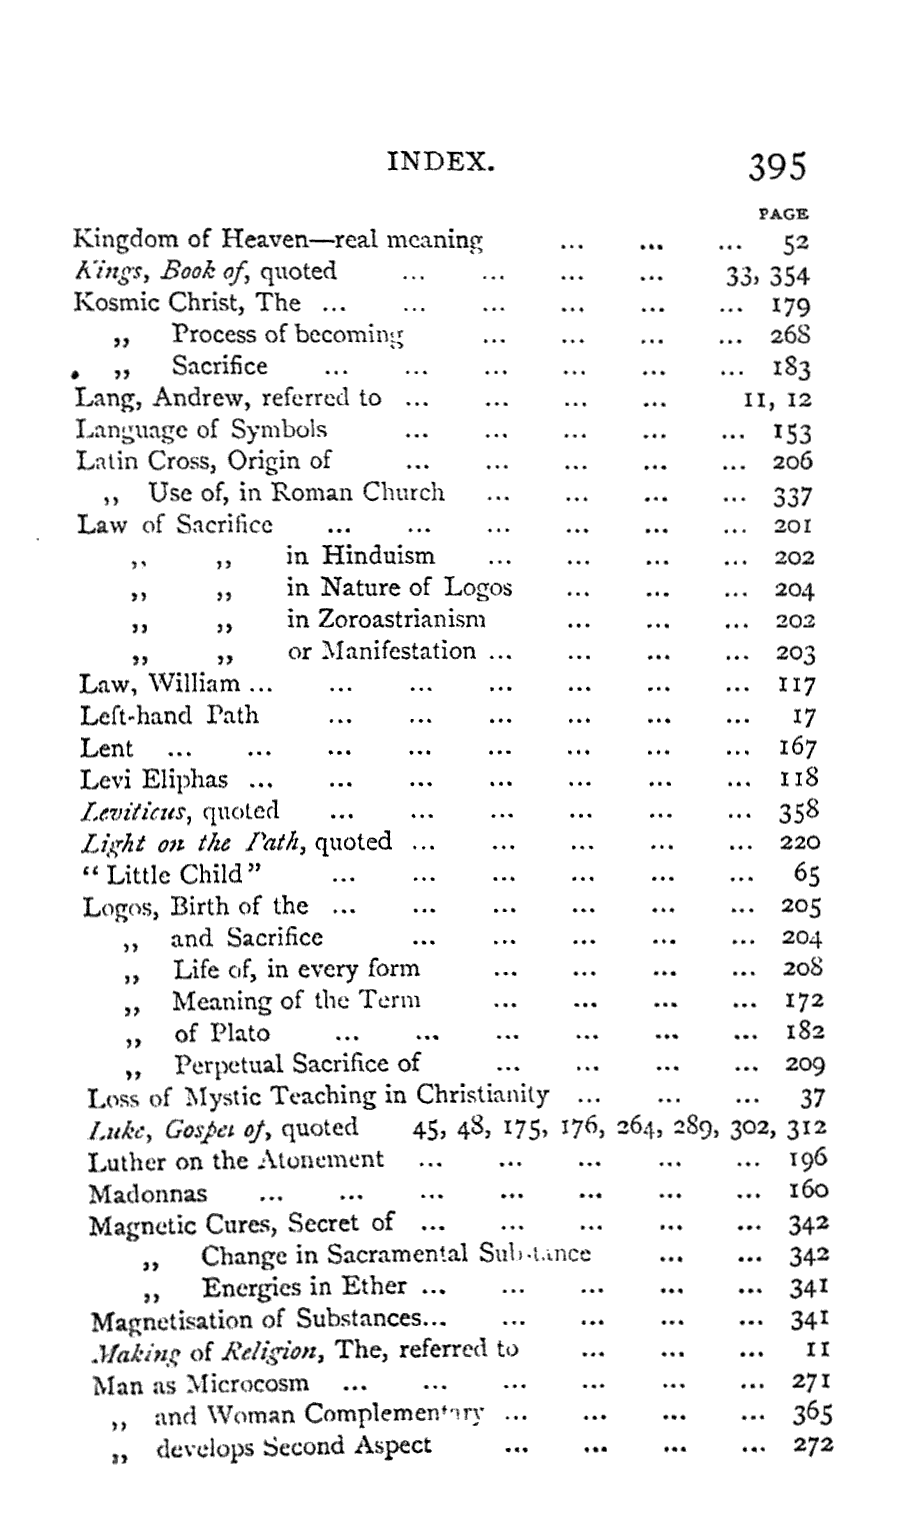 INDEX. 395
PAGE
Kingdom of Heaven—real meaning ... ... ... 52
Kings, Book of, quoted ... ... ... ... 33, 354
Kosmic Christ, The ... ... ... ... ... ... 179
„ Process of becoming ... ... ... ... 268
„ Sacrifice ... ... ... ... ... ... 183
Lang, Andrew, referred to ... ... ... ... 11, 12
Language of Symbols ... ... ... ... ... 153
Latin Cross, Origin of ... ... ... ... ... 206
„ Use of, in Roman Church ... ... ... ... 337
Law of Sacrifice ... ... ... ... ... ... 201
„ „ in Hinduism ... ... ... ... 202
„ „ in Nature of Logos ... ... ... 204
„ „ in Zoroastrianism ... ... ... 202
„ „ or Manifestation ... ... ... ... 203
Law, William ... ... ... ... ... ... ... 117
Left-hand Path ... ... ... ... ... ... 17
Lent ... ... ... ... ... ... ... ... 167
Levi Eliphas ... ... ... ... ... ... ... 118
Leviticus, quoted ... ... ... ... ... ... 358
Light on the Path, quoted ... ... ... ... ... 220
“Little Child” ... ... ... ... ... ... 65
Logos, Birth of the ... ... ... ... ... ... 205
„ and Sacrifice ... ... ... ... ... 204
„ Life of, in every form ... ... ... ... 208
„ Meaning of the Term ... ... ... ... 172
„ of Plato ... ... ... ... ... ... 182
„ Perpetual Sacrifice of ... ... ... ... 209
Loss of Mystic Teaching in Christianity ... ... ... 37
Luke, Gospel of, quoted 45, 48, 175, 176, 264, 289, 302, 312
Luther on the Atonement ... ... ... ... ... 196
Madonnas ... ... ... ... ... ... ... 160
Magnetic Cures, Secret of ... ... ... ... ... 342
„ Change in Sacramental Substance ... ... 342
„ Energies in Ether ... ... ... ... ... 341
Magnetisation of Substances... ... ... ... ... 341
Making of Religion, The, referred to ... ... ... 11
Man as Microcosm ... ... ... ... ... ... 271
„ and Woman Complementary ... ... ... ... 365
„ develops Second Aspect ... ... ... ... 272